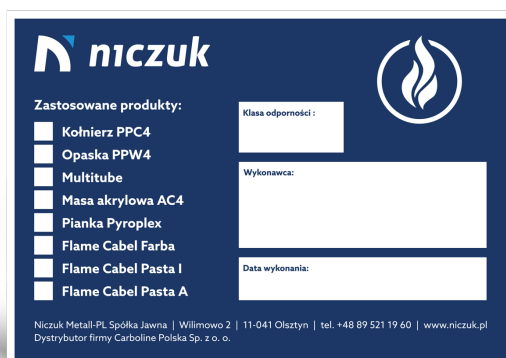 niczuk
Zastosowane produkty:
Kołnierz PPC4
Opaska PPW4
Multitube
Masa akrylowa AC4
Pianka Pyroplex
Flame Cabel Farba
Flame Cabel Pasta I
Flame Cabel Pasta A
Klasa odporności :
Wykonawca:
Data wykonania:
Niczuk Metall-PL Spółka Jawna | Wilimowo 2 | 11-041 Olsztyn | tel. +48 89 521 19 60 | www.niczuk.pl
Dystrybutor firmy Carboline Polska Sp. z o. o.